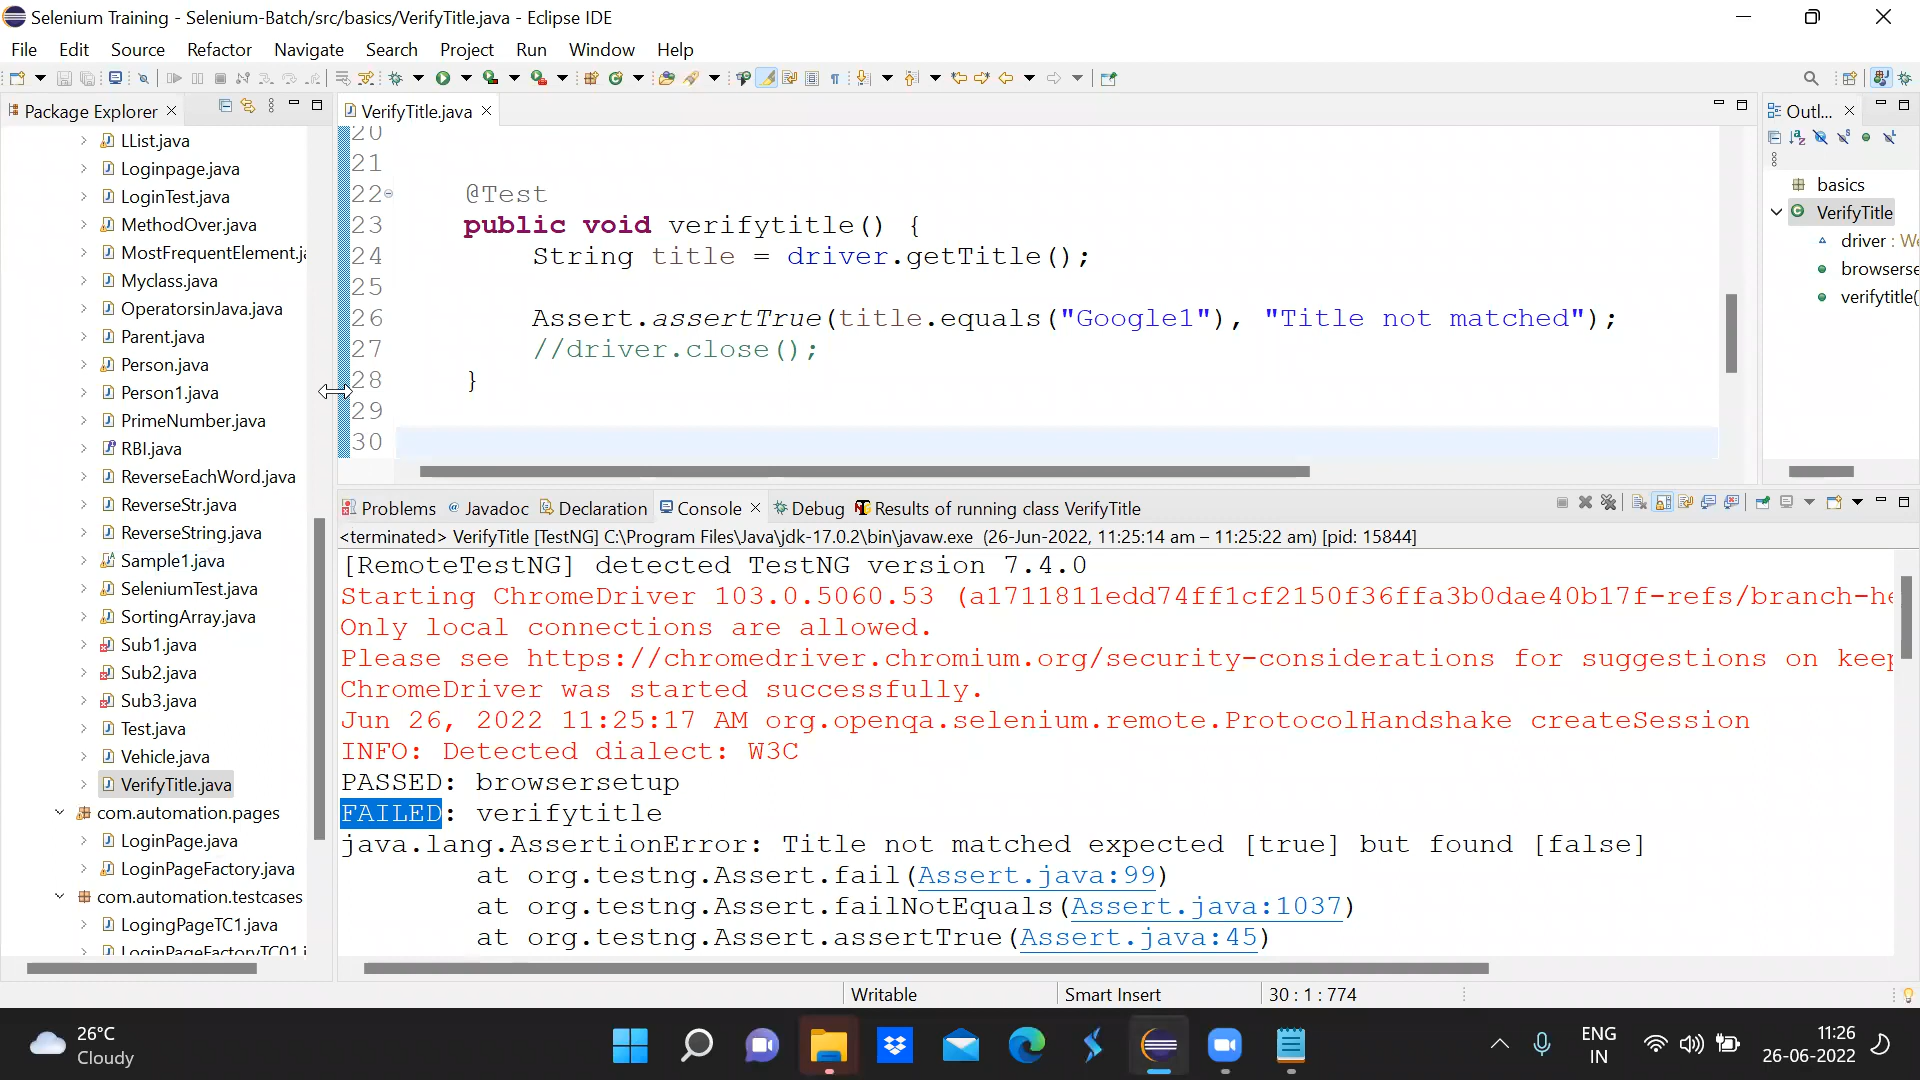 Selenium Training - Selenium-Batch/src/basics/VerifyTitle.java - Eclipse IDE
File Edit Source Refactor Navigate Search Project Run Window Help
Package Explorer
LList.java
Loginpage.java
LoginTest.java
MethodOver.java
MostFrequentElement.ja
Myclass.java
OperatorsinJava.java
Parent.java
Person.java
Person1.java
PrimeNumber.java
RBI.java
ReverseEachWord.java
ReverseStr.java
ReverseString.java
Sample1.java
SeleniumTest.java
SortingArray.java
Sub1.java
Sub2.java
Sub3.java
Test.java
Vehicle.java
VerifyTitle.java
com.automation.pages
LoginPage.java
LoginPageFactory.java
com.automation.testcases
LogingPageTC1.java
LoginPageFactoryTC01.j
VerifyTitle.java
20
21
22 @Test
23 public void verifytitle() {
24 String title = driver.getTitle();
25
26 Assert.assertTrue(title.equals("Google1"), "Title not matched");
27 //driver.close();
28 }
29
30
Outl...
basics
VerifyTitle
driver : We
browserse
verifytitle(
Problems @ Javadoc Declaration Console Debug Results of running class VerifyTitle
<terminated> VerifyTitle [TestNG] C:\Program Files\Java\jdk-17.0.2\bin\javaw.exe (26-Jun-2022, 11:25:14 am – 11:25:22 am) [pid: 15844]
[RemoteTestNG] detected TestNG version 7.4.0
Starting ChromeDriver 103.0.5060.53 (a1711811edd74ff1cf2150f36ffa3b0dae40b17f-refs/branch-he
Only local connections are allowed.
Please see https://chromedriver.chromium.org/security-considerations for suggestions on keep
ChromeDriver was started successfully.
Jun 26, 2022 11:25:17 AM org.openqa.selenium.remote.ProtocolHandshake createSession
INFO: Detected dialect: W3C
PASSED: browsersetup
FAILED: verifytitle
java.lang.AssertionError: Title not matched expected [true] but found [false]
at org.testng.Assert.fail(Assert.java:99)
at org.testng.Assert.failNotEquals(Assert.java:1037)
at org.testng.Assert.assertTrue(Assert.java:45)
Writable Smart Insert 30 : 1 : 774
26°C
Cloudy
ENG
IN
11:26
26-06-2022